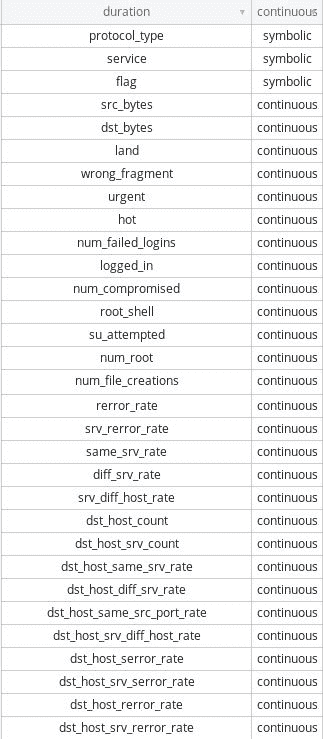 duration continuous
protocol_type symbolic
service symbolic
flag symbolic
src_bytes continuous
dst_bytes continuous
land continuous
wrong_fragment continuous
urgent continuous
hot continuous
num_failed_logins continuous
logged_in continuous
num_compromised continuous
root_shell continuous
su_attempted continuous
num_root continuous
num_file_creations continuous
rerror_rate continuous
srv_rerror_rate continuous
same_srv_rate continuous
diff_srv_rate continuous
srv_diff_host_rate continuous
dst_host_count continuous
dst_host_srv_count continuous
dst_host_same_srv_rate continuous
dst_host_diff_srv_rate continuous
dst_host_same_src_port_rate continuous
dst_host_srv_diff_host_rate continuous
dst_host_serror_rate continuous
dst_host_srv_serror_rate continuous
dst_host_rerror_rate continuous
dst_host_srv_rerror_rate continuous